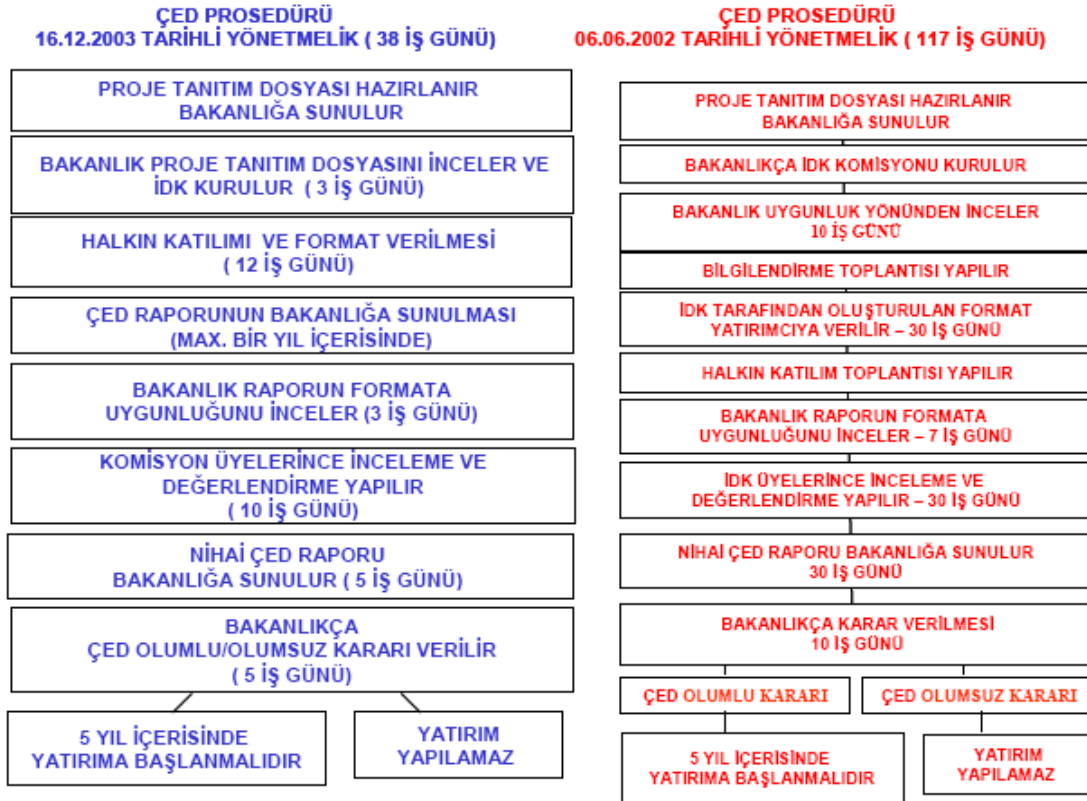 ÇED PROSEDÜRÜ
16.12.2003 TARİHLİ YÖNETMELİK ( 38 İŞ GÜNÜ)
PROJE TANITIM DOSYASI HAZIRLANIR
BAKANLIĞA SUNULUR
BAKANLIK PROJE TANITIM DOSYASINI İNCELER VE
İDK KURULUR ( 3 İŞ GÜNÜ)
HALKIN KATILIMI VE FORMAT VERİLMESİ
( 12 İŞ GÜNÜ)
ÇED RAPORUNUN BAKANLIĞA SUNULMASI
(MAX. BİR YIL İÇERİSİNDE)
BAKANLIK RAPORUN FORMATA
UYGUNLUĞUNU İNCELER (3 İŞ GÜNÜ)
KOMİSYON ÜYELERİNCE İNCELEME VE
DEĞERLENDİRME YAPILIR
( 10 İŞ GÜNÜ)
NİHAİ ÇED RAPORU
BAKANLIĞA SUNULUR ( 5 İŞ GÜNÜ)
BAKANLIKÇA
ÇED OLUMLU/OLUMSUZ KARARI VERİLİR
( 5 İŞ GÜNÜ)
5 YIL İÇERİSİNDE
YATIRIMA BAŞLANMALIDIR
YATIRIM
YAPILAMAZ
ÇED PROSEDÜRÜ
06.06.2002 TARİHLİ YÖNETMELİK ( 117 İŞ GÜNÜ)
PROJE TANITIM DOSYASI HAZIRLANIR
BAKANLIĞA SUNULUR
BAKANLIKÇA İDK KOMİSYONU KURULUR
BAKANLIK UYGUNLUK YÖNÜNDEN İNCELER
10 İŞ GÜNÜ
BİLGİLENDİRME TOPLANTISI YAPILIR
İDK TARAFINDAN OLUŞTURULAN FORMAT
YATIRIMCIYA VERİLİR – 30 İŞ GÜNÜ
HALKIN KATILIM TOPLANTISI YAPILIR
BAKANLIK RAPORUN FORMATA
UYGUNLUĞUNU İNCELER – 7 İŞ GÜNÜ
İDK ÜYELERİNCE İNCELEME VE
DEĞERLENDİRME YAPILIR – 30 İŞ GÜNÜ
NİHAİ ÇED RAPORU BAKANLIĞA SUNULUR
30 İŞ GÜNÜ
BAKANLIKÇA KARAR VERİLMESİ
10 İŞ GÜNÜ
ÇED OLUMLU KARARI
ÇED OLUMSUZ KARARI
5 YIL İÇERİSİNDE
YATIRIMA BAŞLANMALIDIR
YATIRIM
YAPILAMAZ